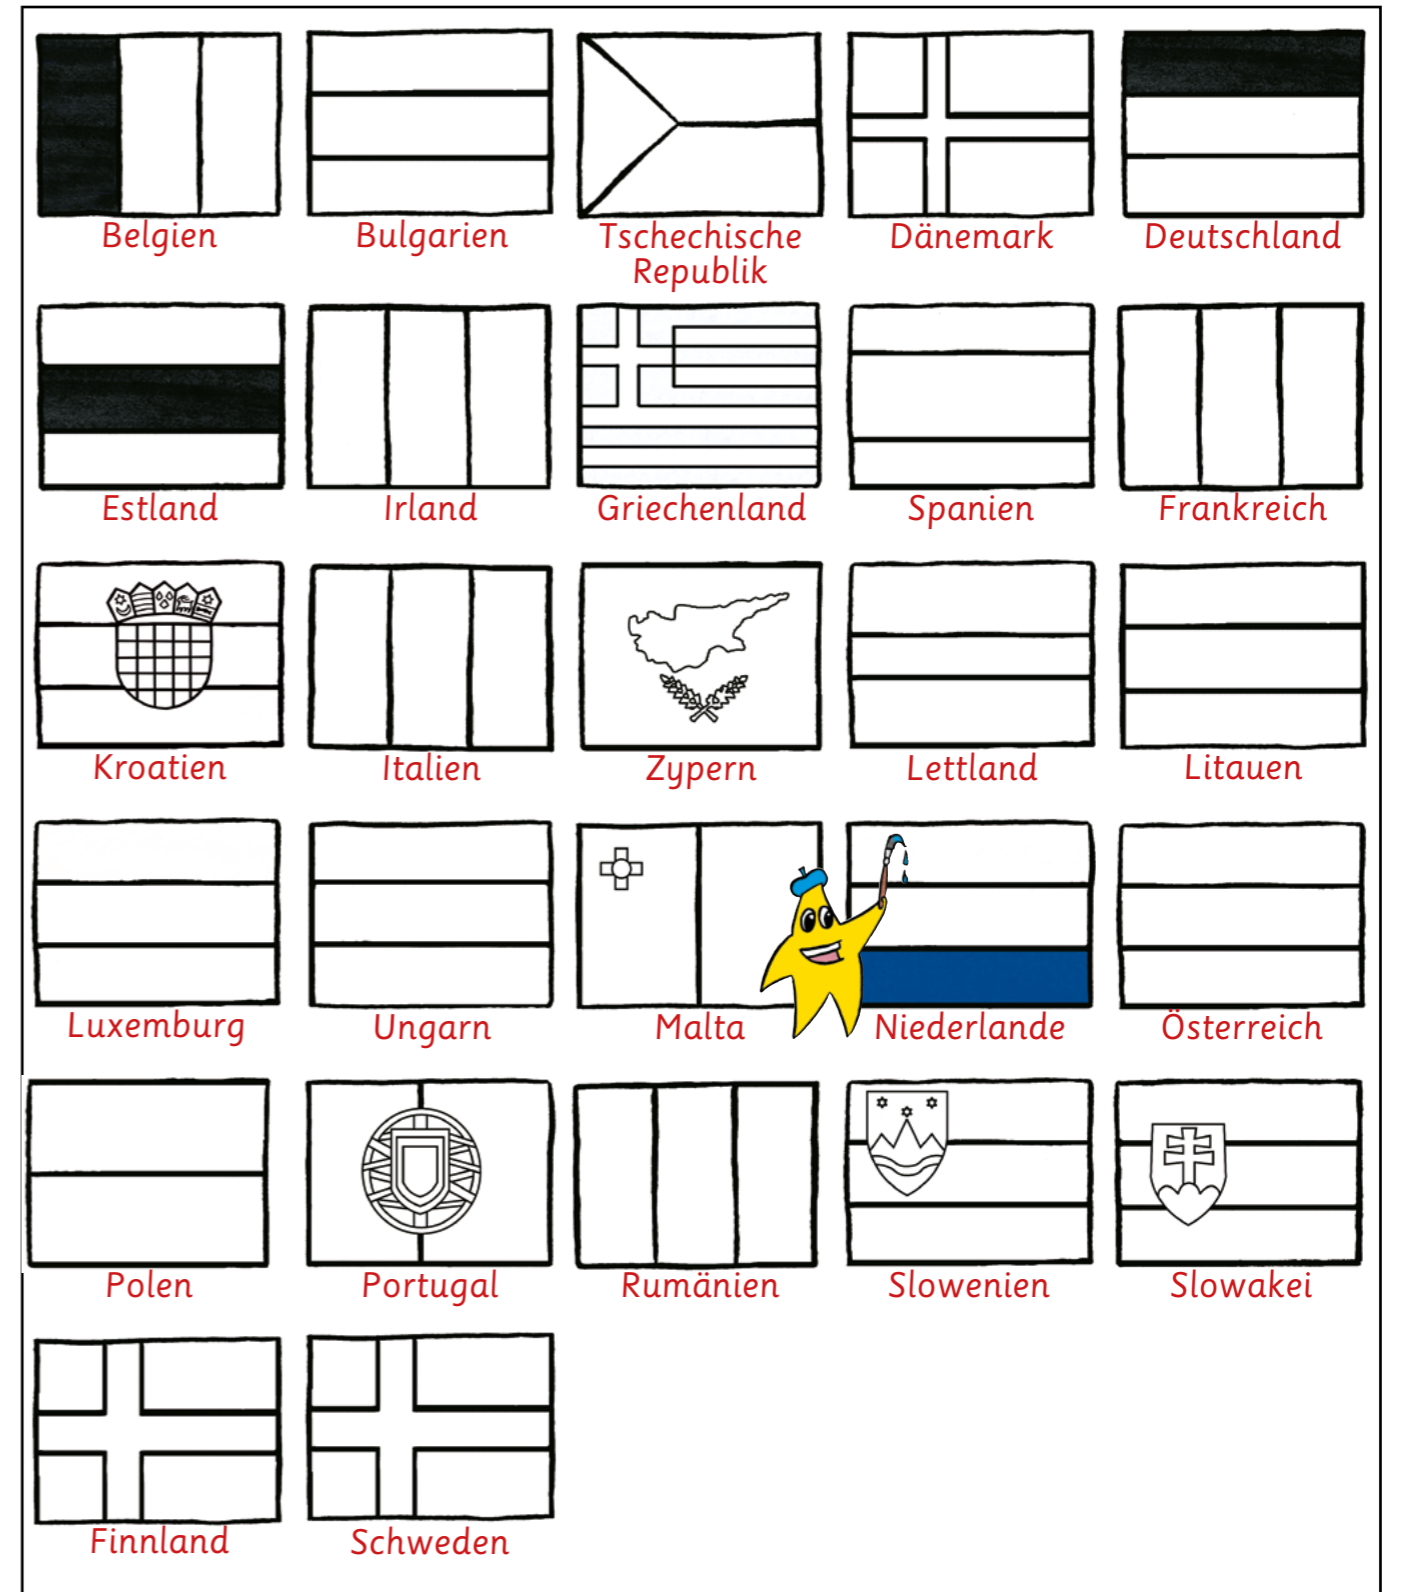 Belgien
Bulgarien
Tschechische
Republik
Dänemark
Deutschland
Estland
Irland
Griechenland
Spanien
Frankreich
Kroatien
Italien
Zypern
Lettland
Litauen
Luxemburg
Ungarn
Malta
Niederlande
Österreich
Polen
Portugal
Rumänien
Slowenien
Slowakei
Finnland
Schweden